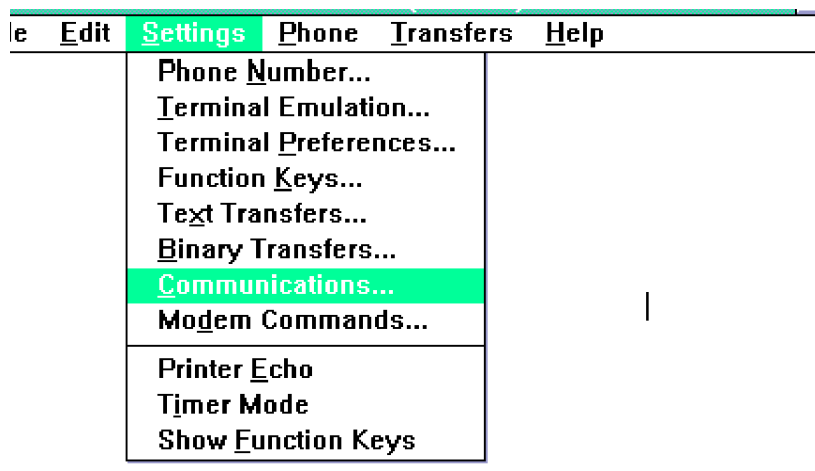 le Edit Settings Phone Transfers Help
Phone Number...
Terminal Emulation...
Terminal Preferences...
Function Keys...
Text Transfers...
Binary Transfers...
Communications...
Modem Commands...
Printer Echo
Timer Mode
Show Function Keys